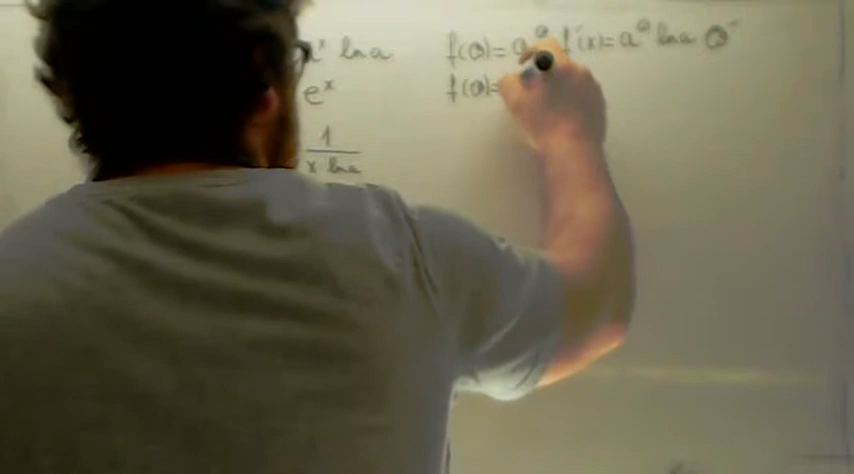 x ln a
e^x
1
x ln a
f(@)= a^@ f'(x)= a^@ ln a @'
f(@)=